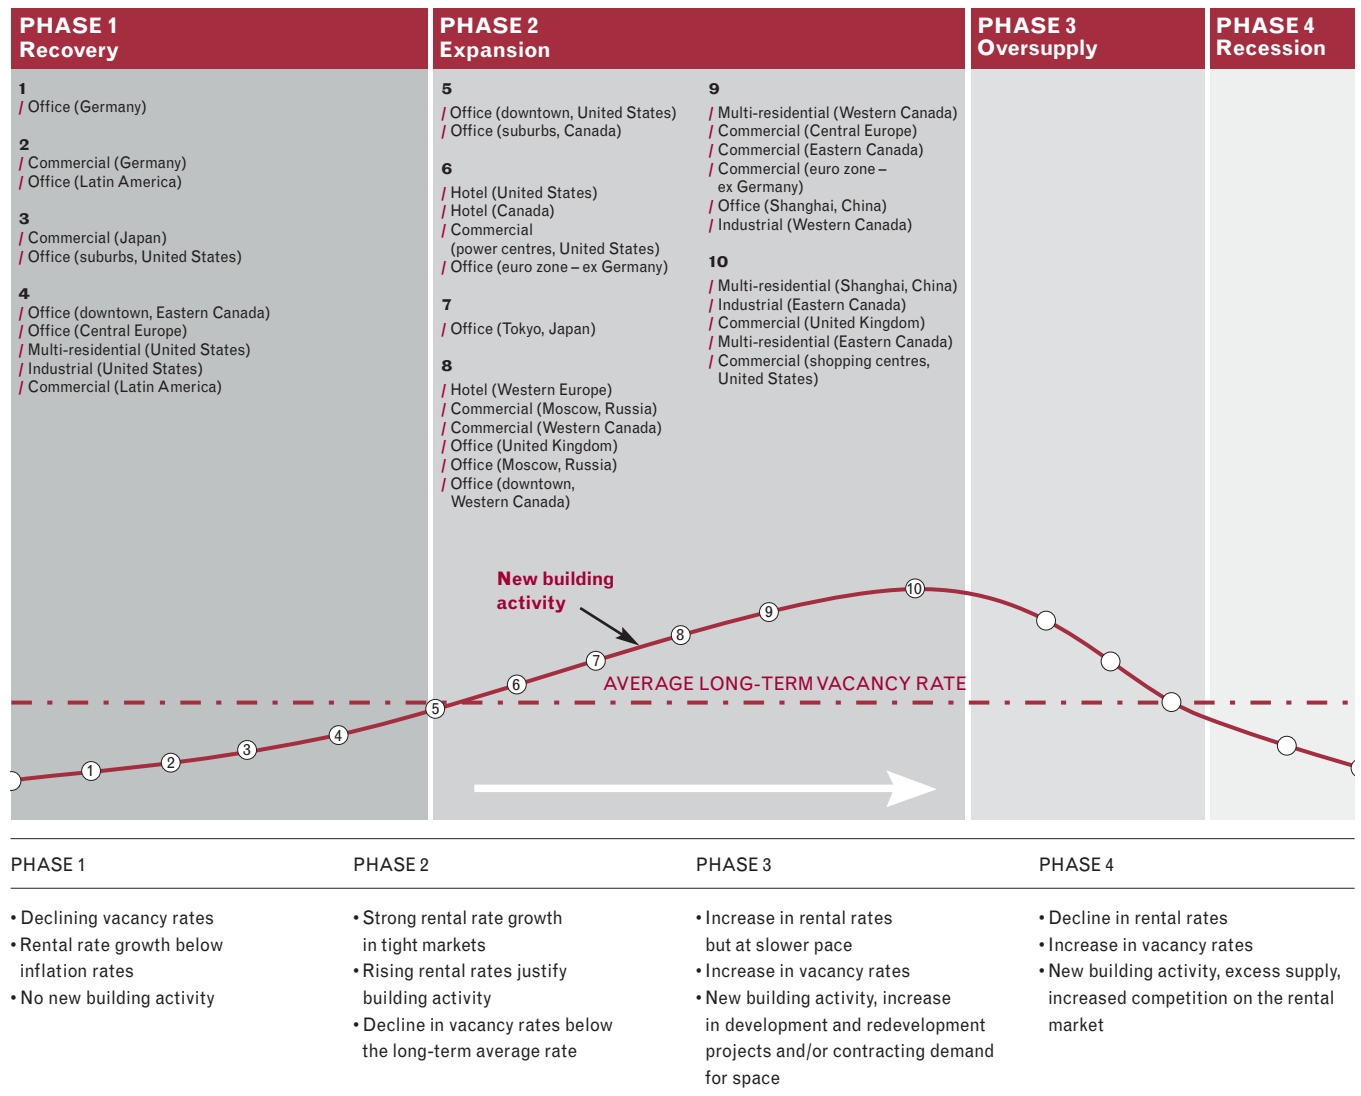 PHASE 1
Recovery
1
/ Office (Germany)
2
/ Commercial (Germany)
/ Office (Latin America)
3
/ Commercial (Japan)
/ Office (suburbs, United States)
4
/ Office (downtown, Eastern Canada)
/ Office (Central Europe)
/ Multi-residential (United States)
/ Industrial (United States)
/ Commercial (Latin America)
PHASE 2
Expansion
5
/ Office (downtown, United States)
/ Office (suburbs, Canada)
6
/ Hotel (United States)
/ Hotel (Canada)
/ Commercial
(power centres, United States)
/ Office (euro zone – ex Germany)
7
/ Office (Tokyo, Japan)
8
/ Hotel (Western Europe)
/ Commercial (Moscow, Russia)
/ Commercial (Western Canada)
/ Office (United Kingdom)
/ Office (Moscow, Russia)
/ Office (downtown,
Western Canada)
9
/ Multi-residential (Western Canada)
/ Commercial (Central Europe)
/ Commercial (Eastern Canada)
/ Commercial (euro zone –
ex Germany)
/ Office (Shanghai, China)
/ Industrial (Western Canada)
10
/ Multi-residential (Shanghai, China)
/ Industrial (Eastern Canada)
/ Commercial (United Kingdom)
/ Multi-residential (Eastern Canada)
/ Commercial (shopping centres,
United States)
PHASE 3
Oversupply
PHASE 4
Recession
New building
activity
1
2
3
4
5
6
7
8
9
10
AVERAGE LONG-TERM VACANCY RATE
PHASE 1
• Declining vacancy rates
• Rental rate growth below
inflation rates
• No new building activity
PHASE 2
• Strong rental rate growth
in tight markets
• Rising rental rates justify
building activity
• Decline in vacancy rates below
the long-term average rate
PHASE 3
• Increase in rental rates
but at slower pace
• Increase in vacancy rates
• New building activity, increase
in development and redevelopment
projects and/or contracting demand
for space
PHASE 4
• Decline in rental rates
• Increase in vacancy rates
• New building activity, excess supply,
increased competition on the rental
market